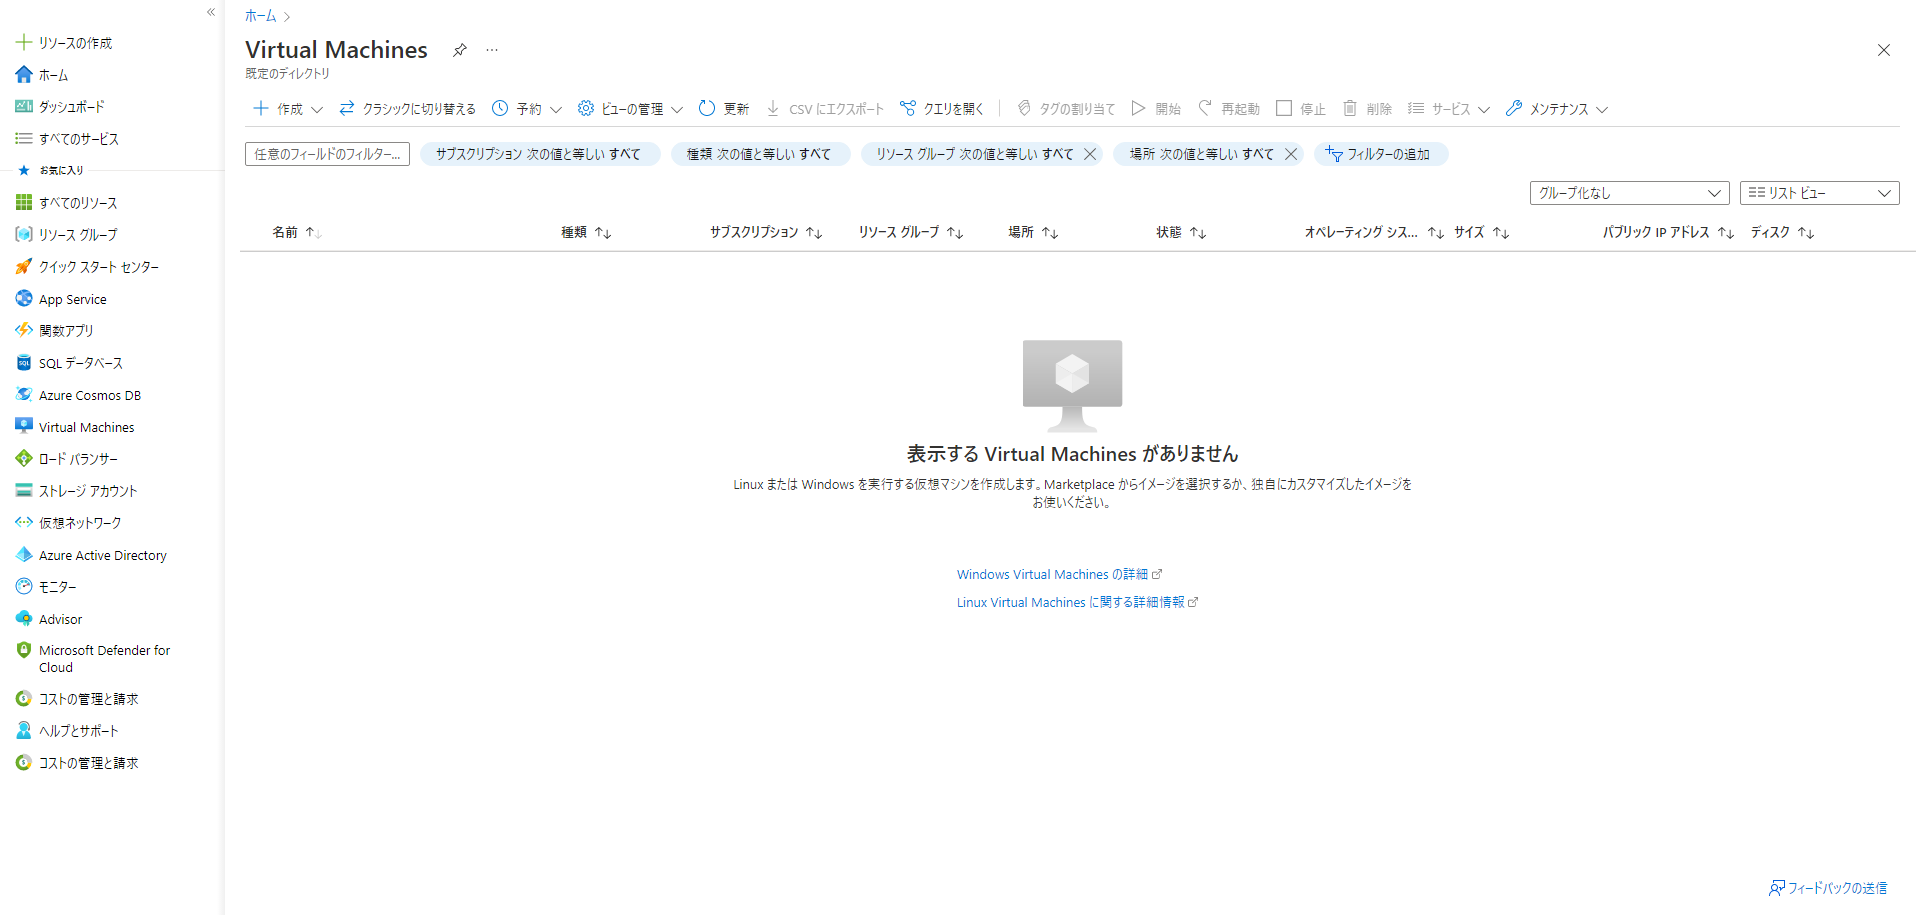 リソースの作成
ホーム
ダッシュボード
すべてのサービス
お気に入り
すべてのリソース
リソース グループ
クイック スタート センター
App Service
関数アプリ
SQL データベース
Azure Cosmos DB
Virtual Machines
ロード バランサー
ストレージ アカウント
仮想ネットワーク
Azure Active Directory
モニター
Advisor
Microsoft Defender for
Cloud
コストの管理と請求
ヘルプとサポート
コストの管理と請求
ホーム
Virtual Machines
既定のディレクトリ
作成 クラシックに切り替える 予約 ビューの管理 更新 CSV にエクスポート クエリを開く タグの割り当て 開始 再起動 停止 削除 サービス メンテナンス
任意のフィールドのフィルター... サブスクリプション 次の値と等しい すべて 種類 次の値と等しい すべて リソース グループ 次の値と等しい すべて 場所 次の値と等しい すべて フィルターの追加
グループ化なし リスト ビュー
名前 種類 サブスクリプション リソース グループ 場所 状態 オペレーティング シス... サイズ パブリック IP アドレス ディスク
表示する Virtual Machines がありません
Linux または Windows を実行する仮想マシンを作成します。Marketplace からイメージを選択するか、独自にカスタマイズしたイメージを
お使いください。
Windows Virtual Machines の詳細
Linux Virtual Machines に関する詳細情報
フィードバックの送信